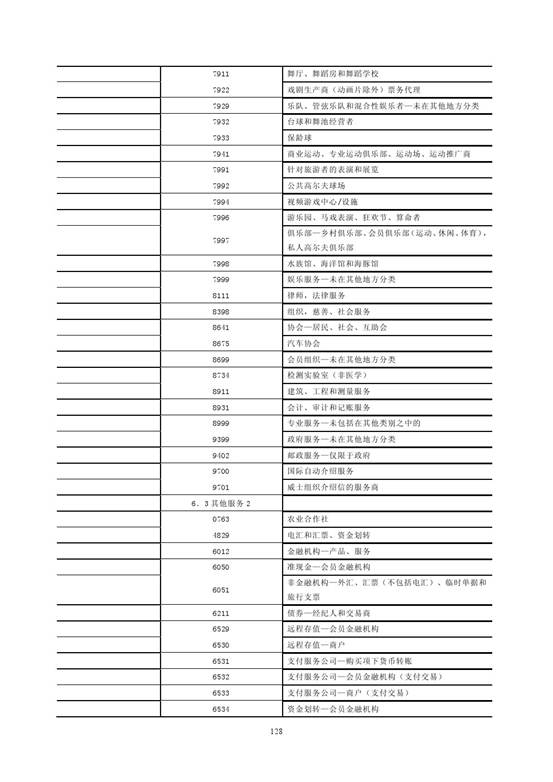 7911 舞厅、舞蹈房和舞蹈学校
7922 戏剧生产商（动画片除外）票务代理
7929 乐队、管弦乐队和混合性娱乐者—未在其他地方分类
7932 台球和舞池经营者
7933 保龄球
7941 商业运动、专业运动俱乐部、运动场、运动推广商
7991 针对旅游者的表演和展览
7992 公共高尔夫球场
7994 视频游戏中心/设施
7996 游乐园、马戏表演、狂欢节、算命者
7997 俱乐部—乡村俱乐部、会员俱乐部（运动、休闲、体育），
私人高尔夫俱乐部
7998 水族馆、海洋馆和海豚馆
7999 娱乐服务—未在其他地方分类
8111 律师，法律服务
8398 组织，慈善、社会服务
8641 协会—居民、社会、互助会
8675 汽车协会
8699 会员组织—未在其他地方分类
8734 检测实验室（非医学）
8911 建筑、工程和测量服务
8931 会计、审计和记账服务
8999 专业服务—未包括在其他类别之中的
9399 政府服务—未在其他地方分类
9402 邮政服务—仅限于政府
9700 国际自动介绍服务
9701 威士组织介绍信的服务商
6．3 其他服务 2
0763 农业合作社
4829 电汇和汇票、资金划转
6012 金融机构—产品、服务
6050 准现金—会员金融机构
6051 非金融机构—外汇、汇票（不包括电汇）、临时单据和
旅行支票
6211 债券—经纪人和交易商
6529 远程存值—会员金融机构
6530 远程存值—商户
6531 支付服务公司—购买项下货币转账
6532 支付服务公司—会员金融机构（支付交易）
6533 支付服务公司—商户（支付交易）
6534 资金划转—会员金融机构
128